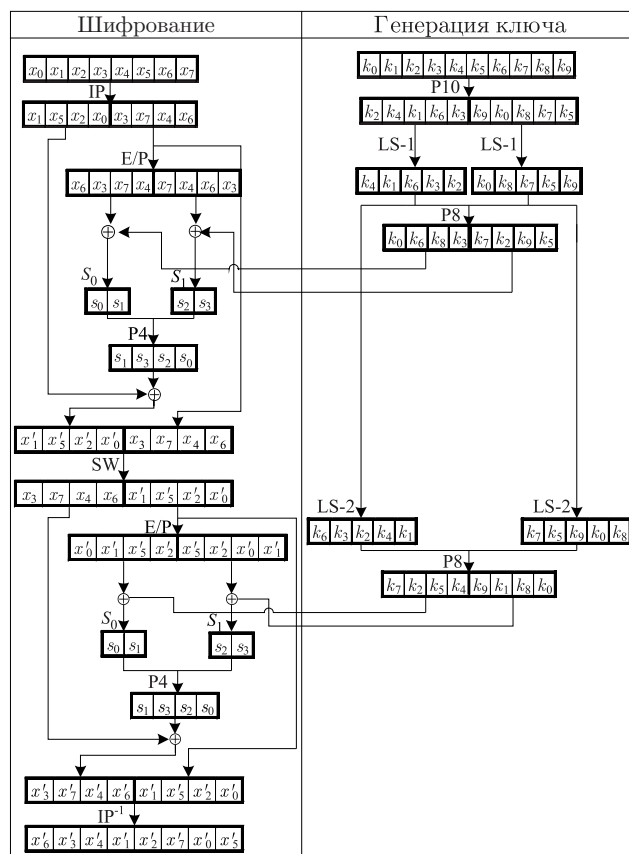 Шифрование
x₀ x₁ x₂ x₃ x₄ x₅ x₆ x₇
IP
x₁ x₅ x₂ x₀ x₃ x₇ x₄ x₆
E/P
x₆ x₃ x₇ x₄ x₇ x₄ x₆ x₃
S₀ S₁
s₀ s₁ s₂ s₃
P4
s₁ s₃ s₂ s₀
x'₁ x'₅ x'₂ x'₀ x₃ x₇ x₄ x₆
SW
x₃ x₇ x₄ x₆ x'₁ x'₅ x'₂ x'₀
E/P
x'₀ x'₁ x'₅ x'₂ x'₅ x'₂ x'₀ x'₁
S₀ S₁
s₀ s₁ s₂ s₃
P4
s₁ s₃ s₂ s₀
x'₃ x'₇ x'₄ x'₆ x'₁ x'₅ x'₂ x'₀
IP⁻¹
x'₆ x'₃ x'₄ x'₁ x'₂ x'₇ x'₀ x'₅
Генерация ключа
k₀ k₁ k₂ k₃ k₄ k₅ k₆ k₇ k₈ k₉
P10
k₂ k₄ k₁ k₆ k₃ k₉ k₀ k₈ k₇ k₅
LS-1 LS-1
k₄ k₁ k₆ k₃ k₂ k₀ k₈ k₇ k₅ k₉
P8
k₀ k₆ k₈ k₃ k₇ k₂ k₉ k₅
LS-2 LS-2
k₆ k₃ k₂ k₄ k₁ k₇ k₅ k₉ k₀ k₈
P8
k₇ k₂ k₅ k₄ k₉ k₁ k₈ k₀